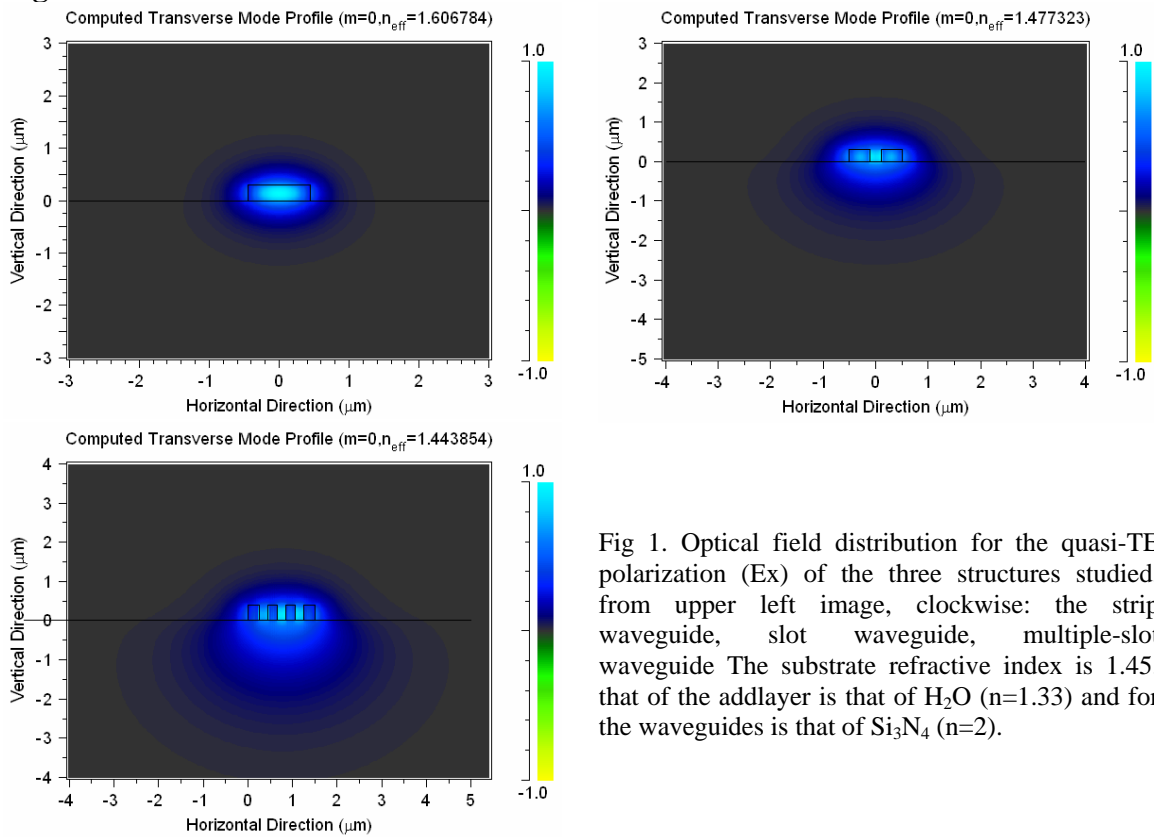 Computed Transverse Mode Profile (m=0,neff=1.606784)
3
2
1
0
-1
-2
-3
Vertical Direction (μm)
-3 -2 -1 0 1 2 3
Horizontal Direction (μm)
1.0
-1.0
Computed Transverse Mode Profile (m=0,neff=1.477323)
3
2
1
0
-1
-2
-3
-4
-5
Vertical Direction (μm)
-4 -3 -2 -1 0 1 2 3 4
Horizontal Direction (μm)
1.0
-1.0
Computed Transverse Mode Profile (m=0,neff=1.443854)
4
3
2
1
0
-1
-2
-3
-4
Vertical Direction (μm)
-4 -3 -2 -1 0 1 2 3 4 5
Horizontal Direction (μm)
1.0
-1.0
Fig 1. Optical field distribution for the quasi-TE
polarization (Ex) of the three structures studied
from upper left image, clockwise: the strip
waveguide, slot waveguide, multiple-slot
waveguide The substrate refractive index is 1.45
that of the addlayer is that of H2O (n=1.33) and for
the waveguides is that of Si3N4 (n=2).